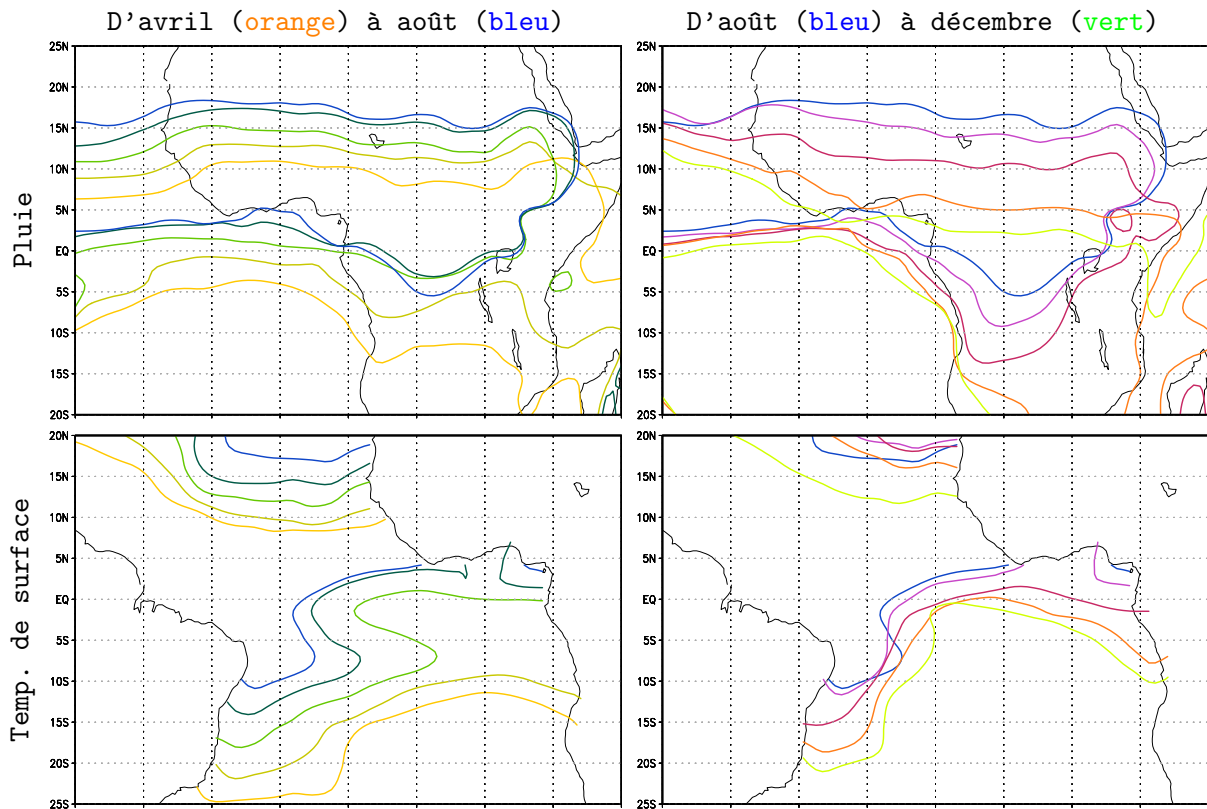 D'avril (orange) à août (bleu)
D'août (bleu) à décembre (vert)
Pluie
25N
20N
15N
10N
5N
EQ
5S
10S
15S
20S
25N
20N
15N
10N
5N
EQ
5S
10S
15S
20S
Temp. de surface
20N
15N
10N
5N
EQ
5S
10S
15S
20S
25S
20N
15N
10N
5N
EQ
5S
10S
15S
20S
25S